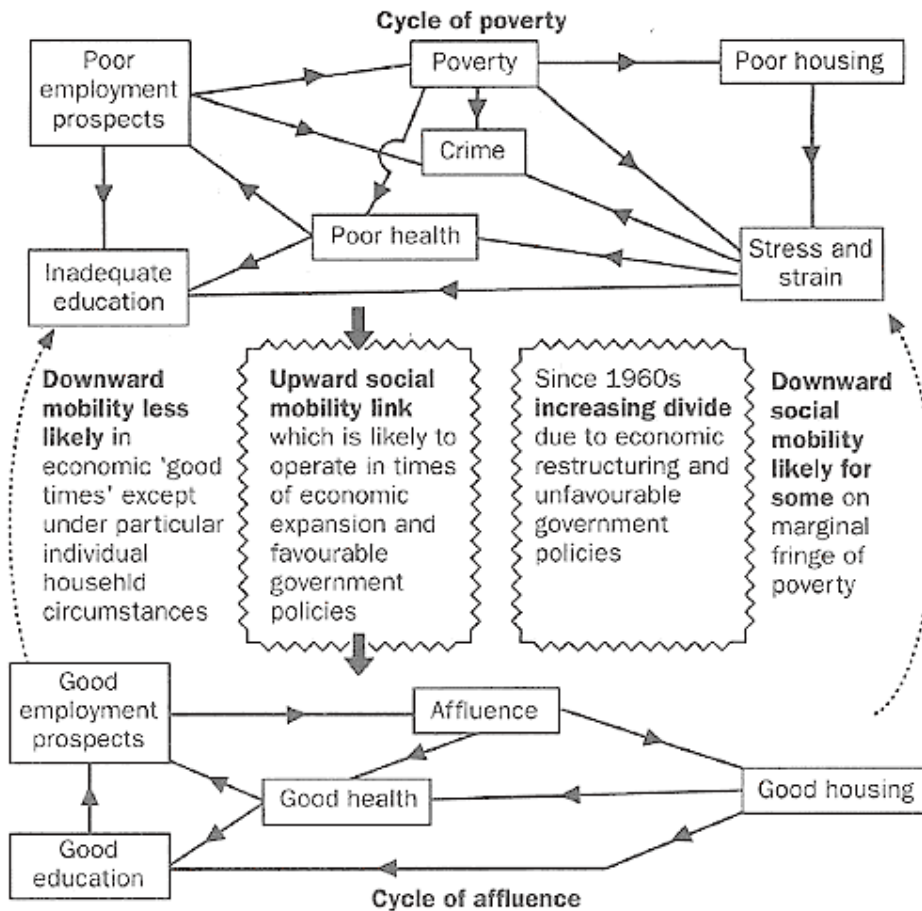 Cycle of poverty
Poor
employment
prospects
Poverty
Poor housing
Crime
Poor health
Inadequate
education
Stress and
strain
Downward
mobility less
likely in
economic 'good
times' except
under particular
individual
househld
circumstances
Upward social
mobility link
which is likely to
operate in times
of economic
expansion and
favourable
government
policies
Since 1960s
increasing divide
due to economic
restructuring and
unfavourable
government
policies
Downward
social
mobility
likely for
some on
marginal
fringe of
poverty
Good
employment
prospects
Affluence
Good health
Good housing
Good
education
Cycle of affluence